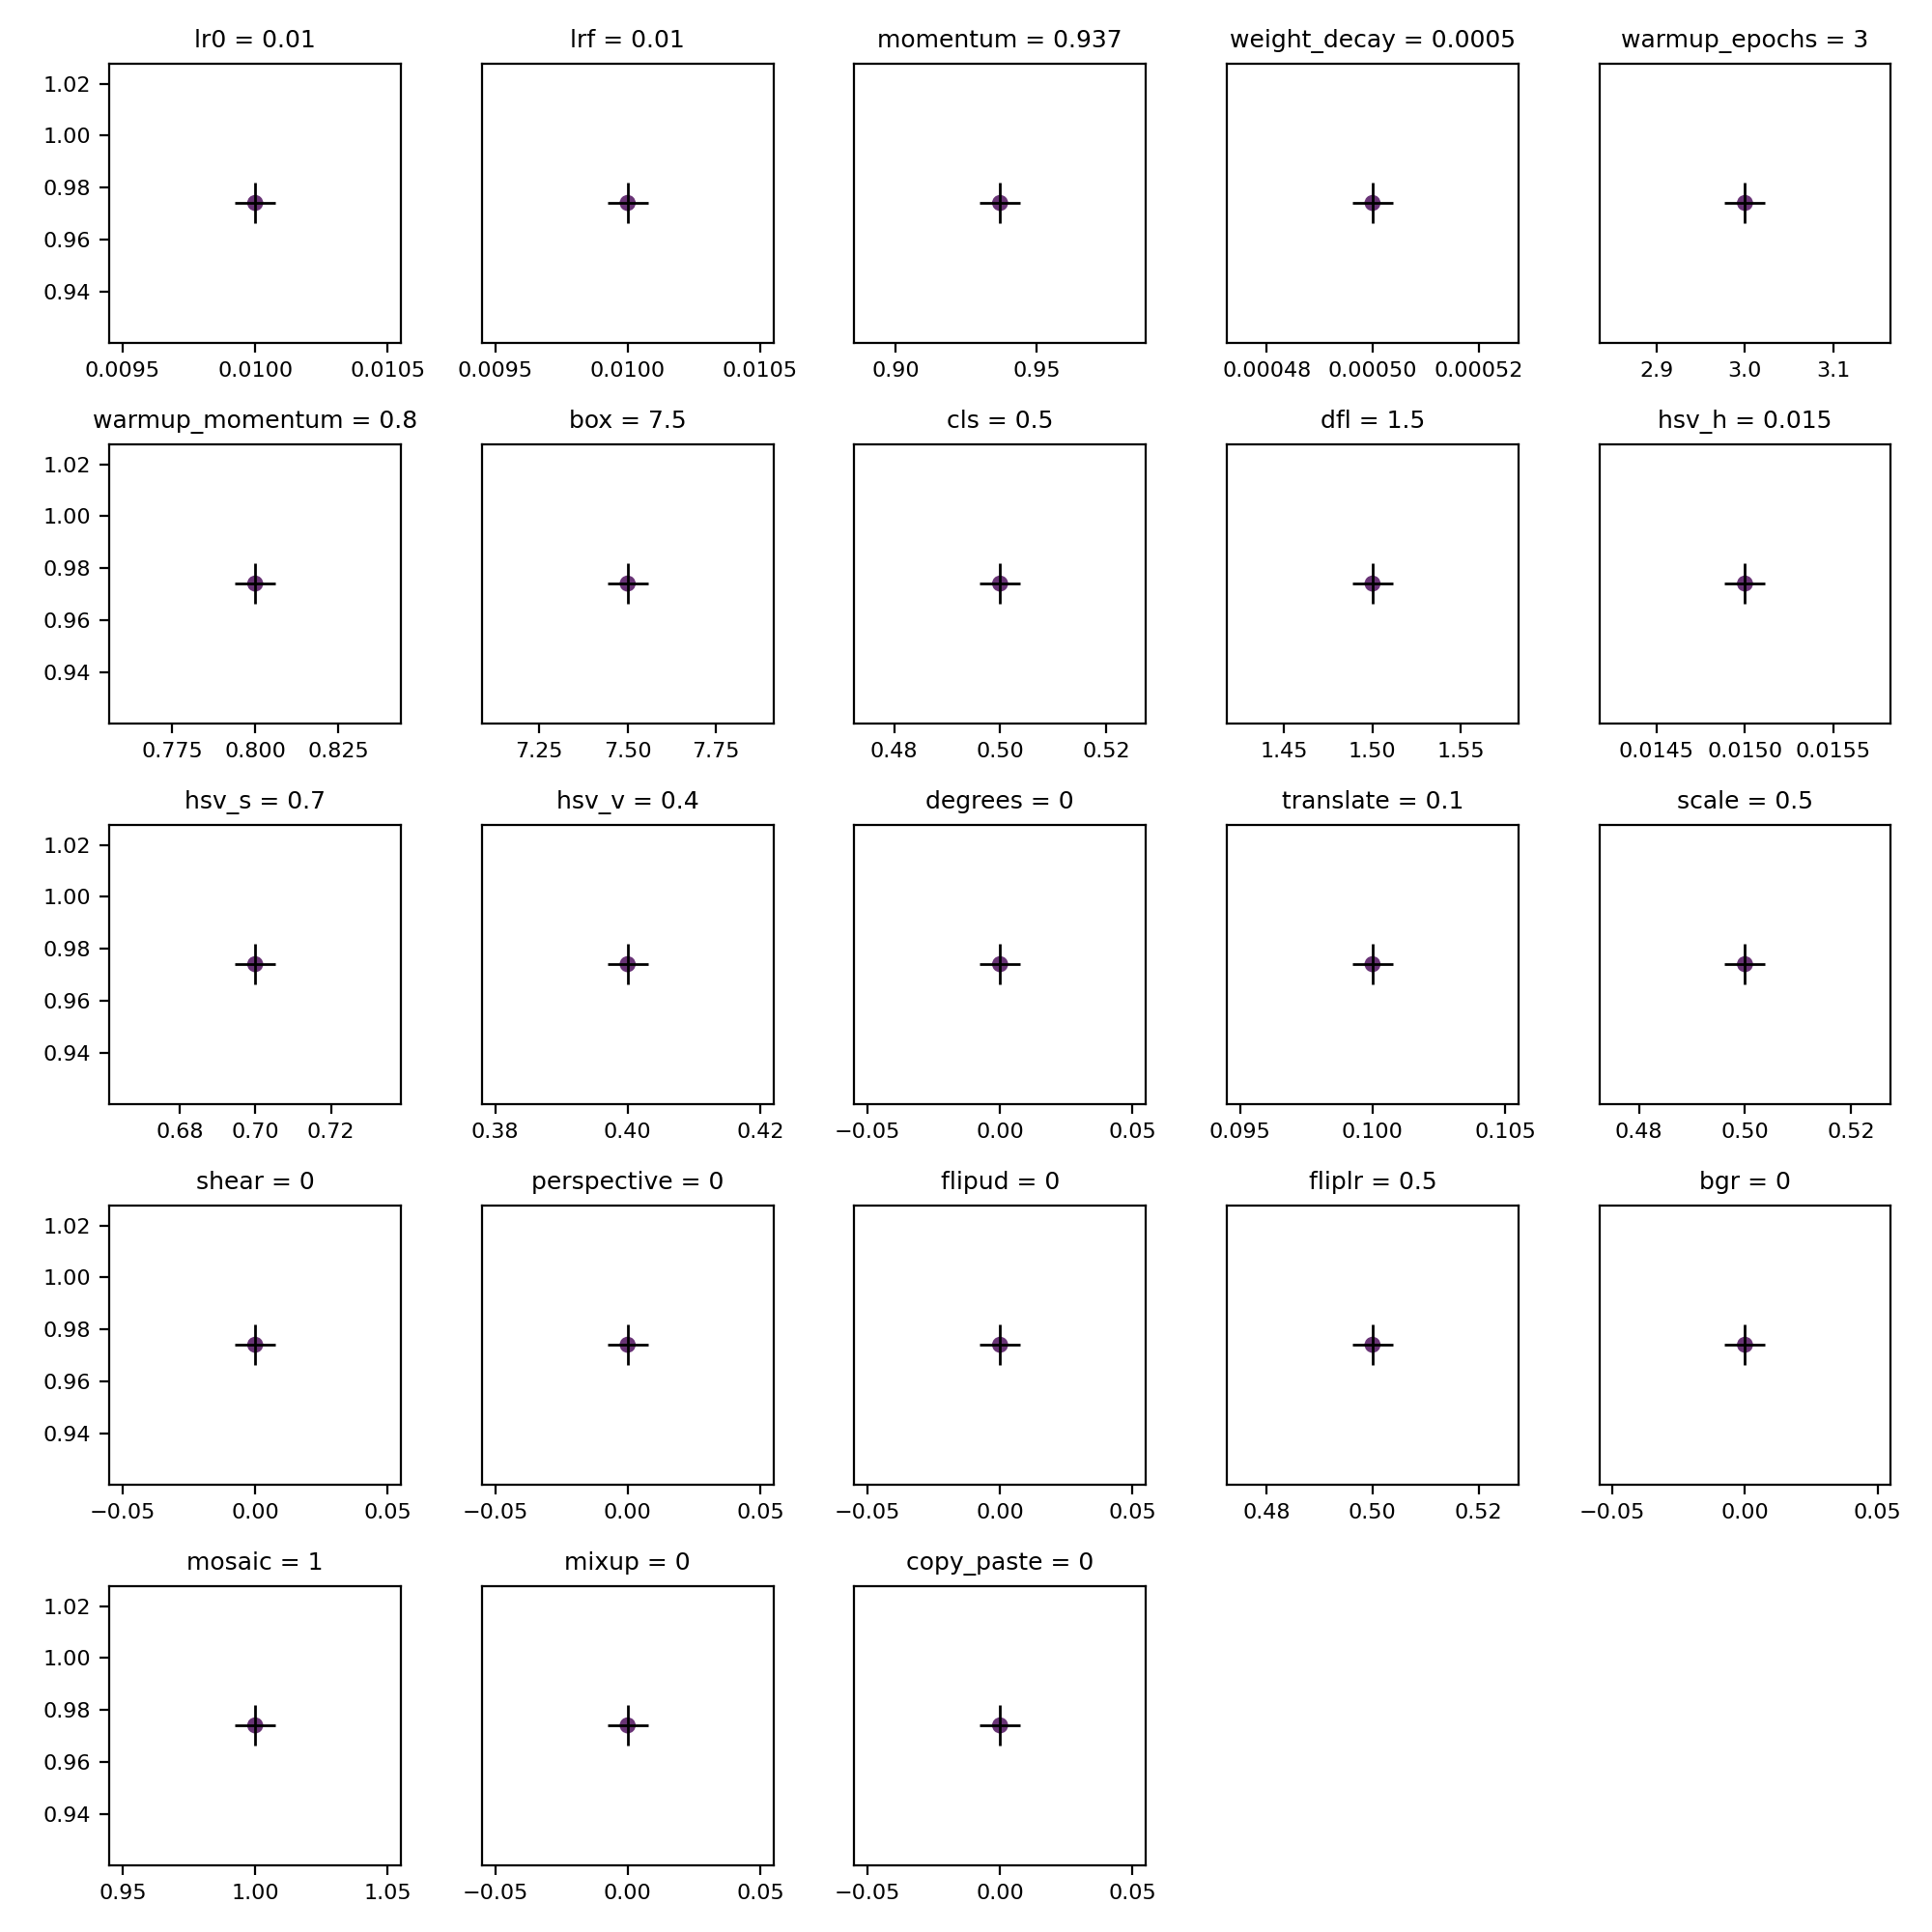 lr0 = 0.01 lrf = 0.01 momentum = 0.937 weight_decay = 0.0005 warmup_epochs = 3
1.02
1.00
0.98
0.96
0.94
0.0095 0.0100 0.0105 0.0095 0.0100 0.0105 0.90 0.95 0.00048 0.00050 0.00052 2.9 3.0 3.1
warmup_momentum = 0.8 box = 7.5 cls = 0.5 dfl = 1.5 hsv_h = 0.015
1.02
1.00
0.98
0.96
0.94
0.775 0.800 0.825 7.25 7.50 7.75 0.48 0.50 0.52 1.45 1.50 1.55 0.0145 0.0150 0.0155
hsv_s = 0.7 hsv_v = 0.4 degrees = 0 translate = 0.1 scale = 0.5
1.02
1.00
0.98
0.96
0.94
0.68 0.70 0.72 0.38 0.40 0.42 −0.05 0.00 0.05 0.095 0.100 0.105 0.48 0.50 0.52
shear = 0 perspective = 0 flipud = 0 fliplr = 0.5 bgr = 0
1.02
1.00
0.98
0.96
0.94
−0.05 0.00 0.05 −0.05 0.00 0.05 −0.05 0.00 0.05 0.48 0.50 0.52 −0.05 0.00 0.05
mosaic = 1 mixup = 0 copy_paste = 0
1.02
1.00
0.98
0.96
0.94
0.95 1.00 1.05 −0.05 0.00 0.05 −0.05 0.00 0.05